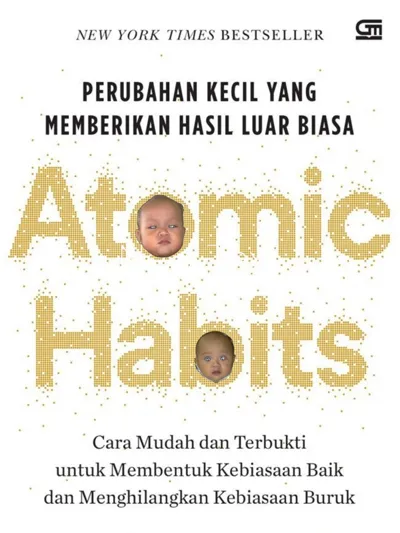 NEW YORK TIMES BESTSELLER
GM
PERUBAHAN KECIL YANG
MEMBERIKAN HASIL LUAR BIASA
Atomic
Habits
Cara Mudah dan Terbukti
untuk Membentuk Kebiasaan Baik
dan Menghilangkan Kebiasaan Buruk